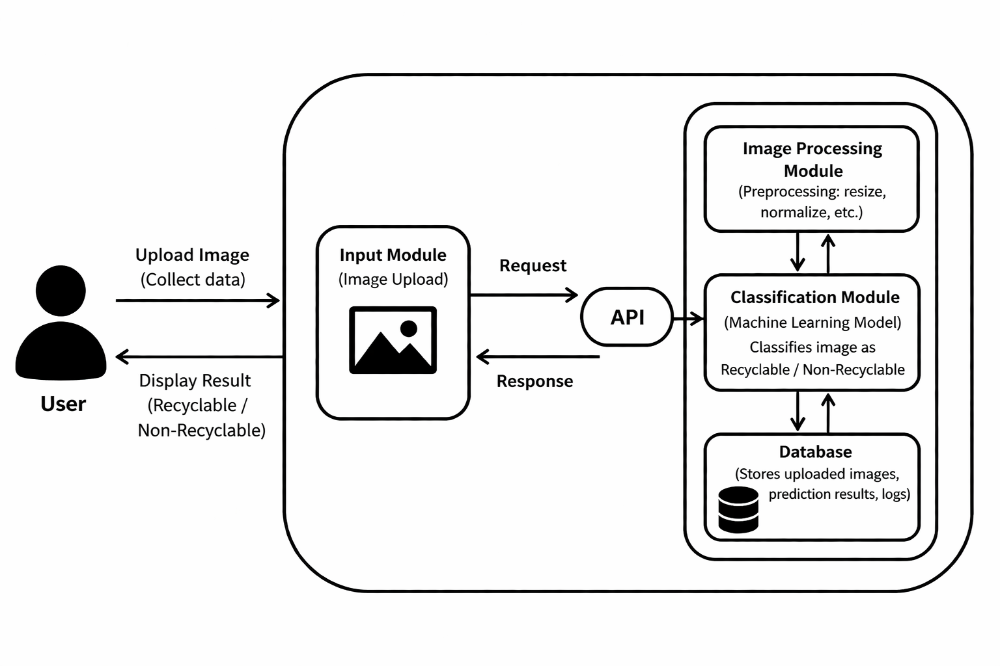 Upload Image
(Collect data)
Display Result
(Recyclable /
Non-Recyclable)
User
Input Module
(Image Upload)
Request
Response
API
Image Processing
Module
(Preprocessing: resize,
normalize, etc.)
Classification Module
(Machine Learning Model)
Classifies image as
Recyclable / Non-Recyclable
Database
(Stores uploaded images,
prediction results, logs)